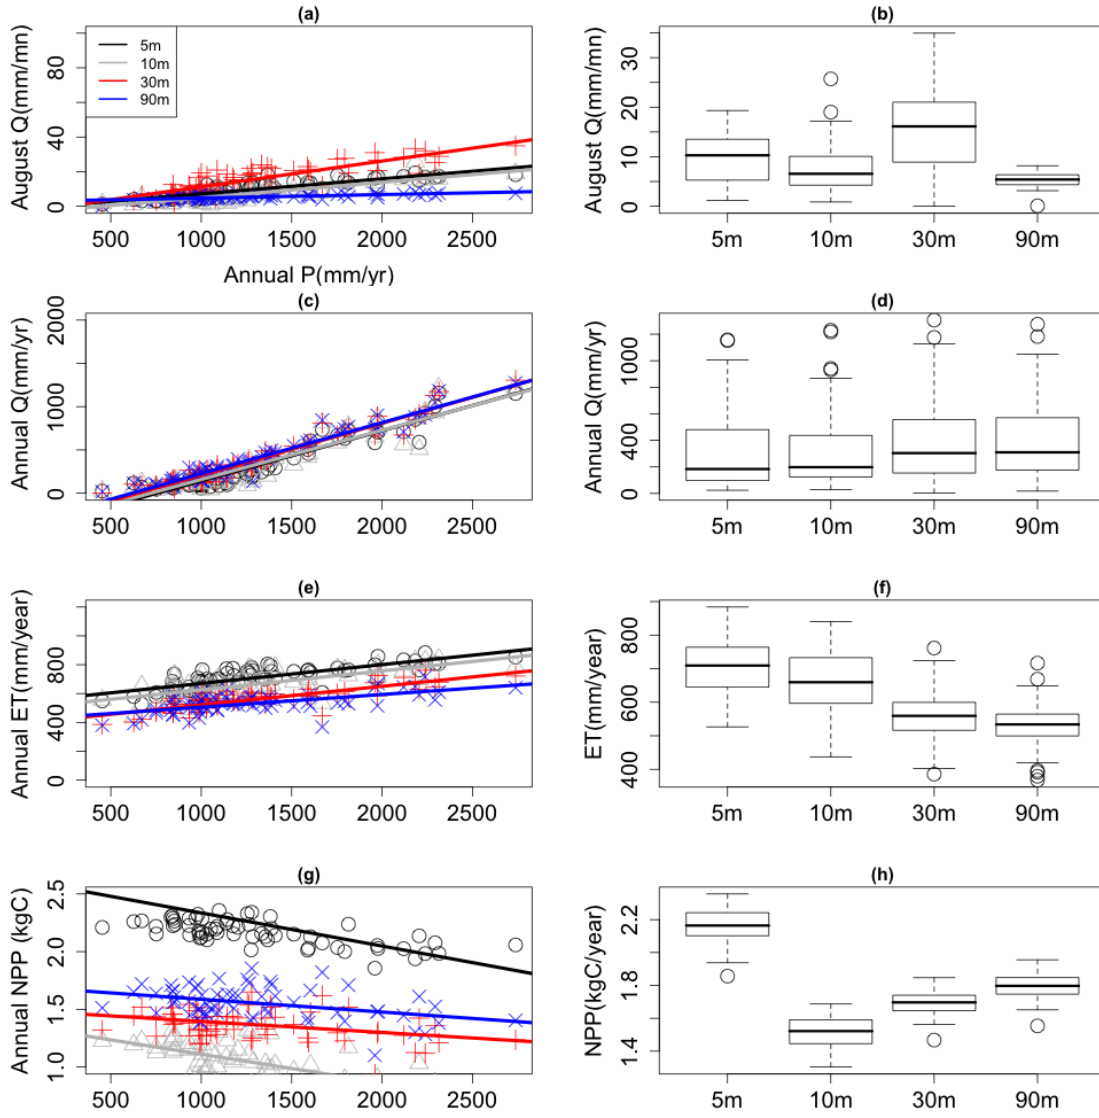 (a)
August Q(mm/mn)
0 40 80
5m
10m
30m
90m
500 1000 1500 2000 2500
Annual P(mm/yr)
(b)
August Q(mm/mn)
0 10 20 30
5m 10m 30m 90m
(c)
Annual Q(mm/yr)
0 1000 2000
500 1000 1500 2000 2500
(d)
Annual Q(mm/yr)
0 400 1000
5m 10m 30m 90m
(e)
Annual ET(mm/year)
0 400 800
500 1000 1500 2000 2500
(f)
ET(mm/year)
400 600 800
5m 10m 30m 90m
(g)
Annual NPP (kgC)
1.0 1.5 2.0 2.5
500 1000 1500 2000 2500
(h)
NPP(kgC/year)
1.4 1.8 2.2
5m 10m 30m 90m